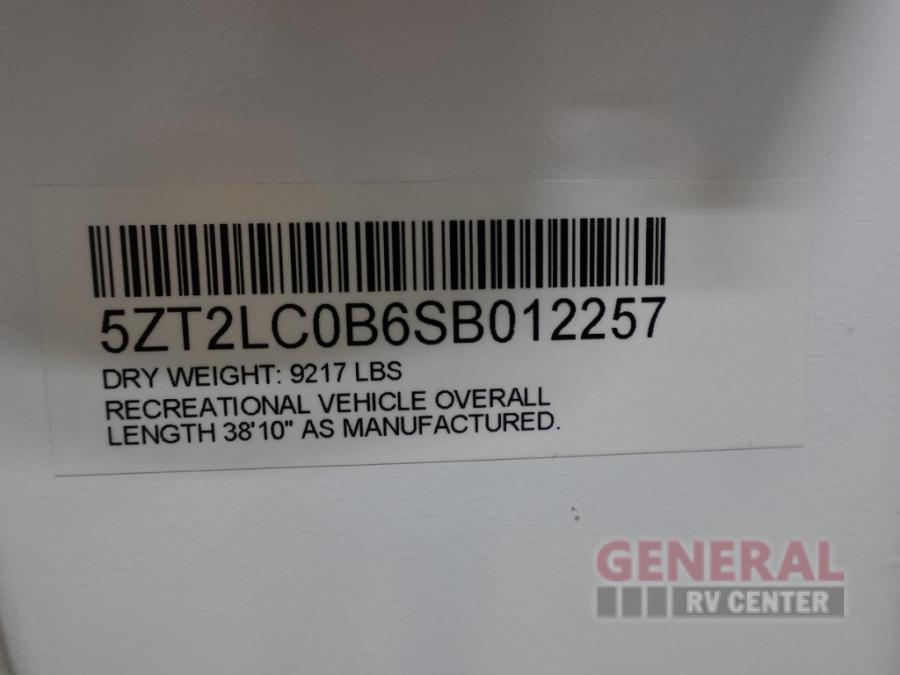 5ZT2LC0B6SB012257
DRY WEIGHT: 9217 LBS
RECREATIONAL VEHICLE OVERALL
LENGTH 38'10" AS MANUFACTURED.
GENERAL
RV CENTER